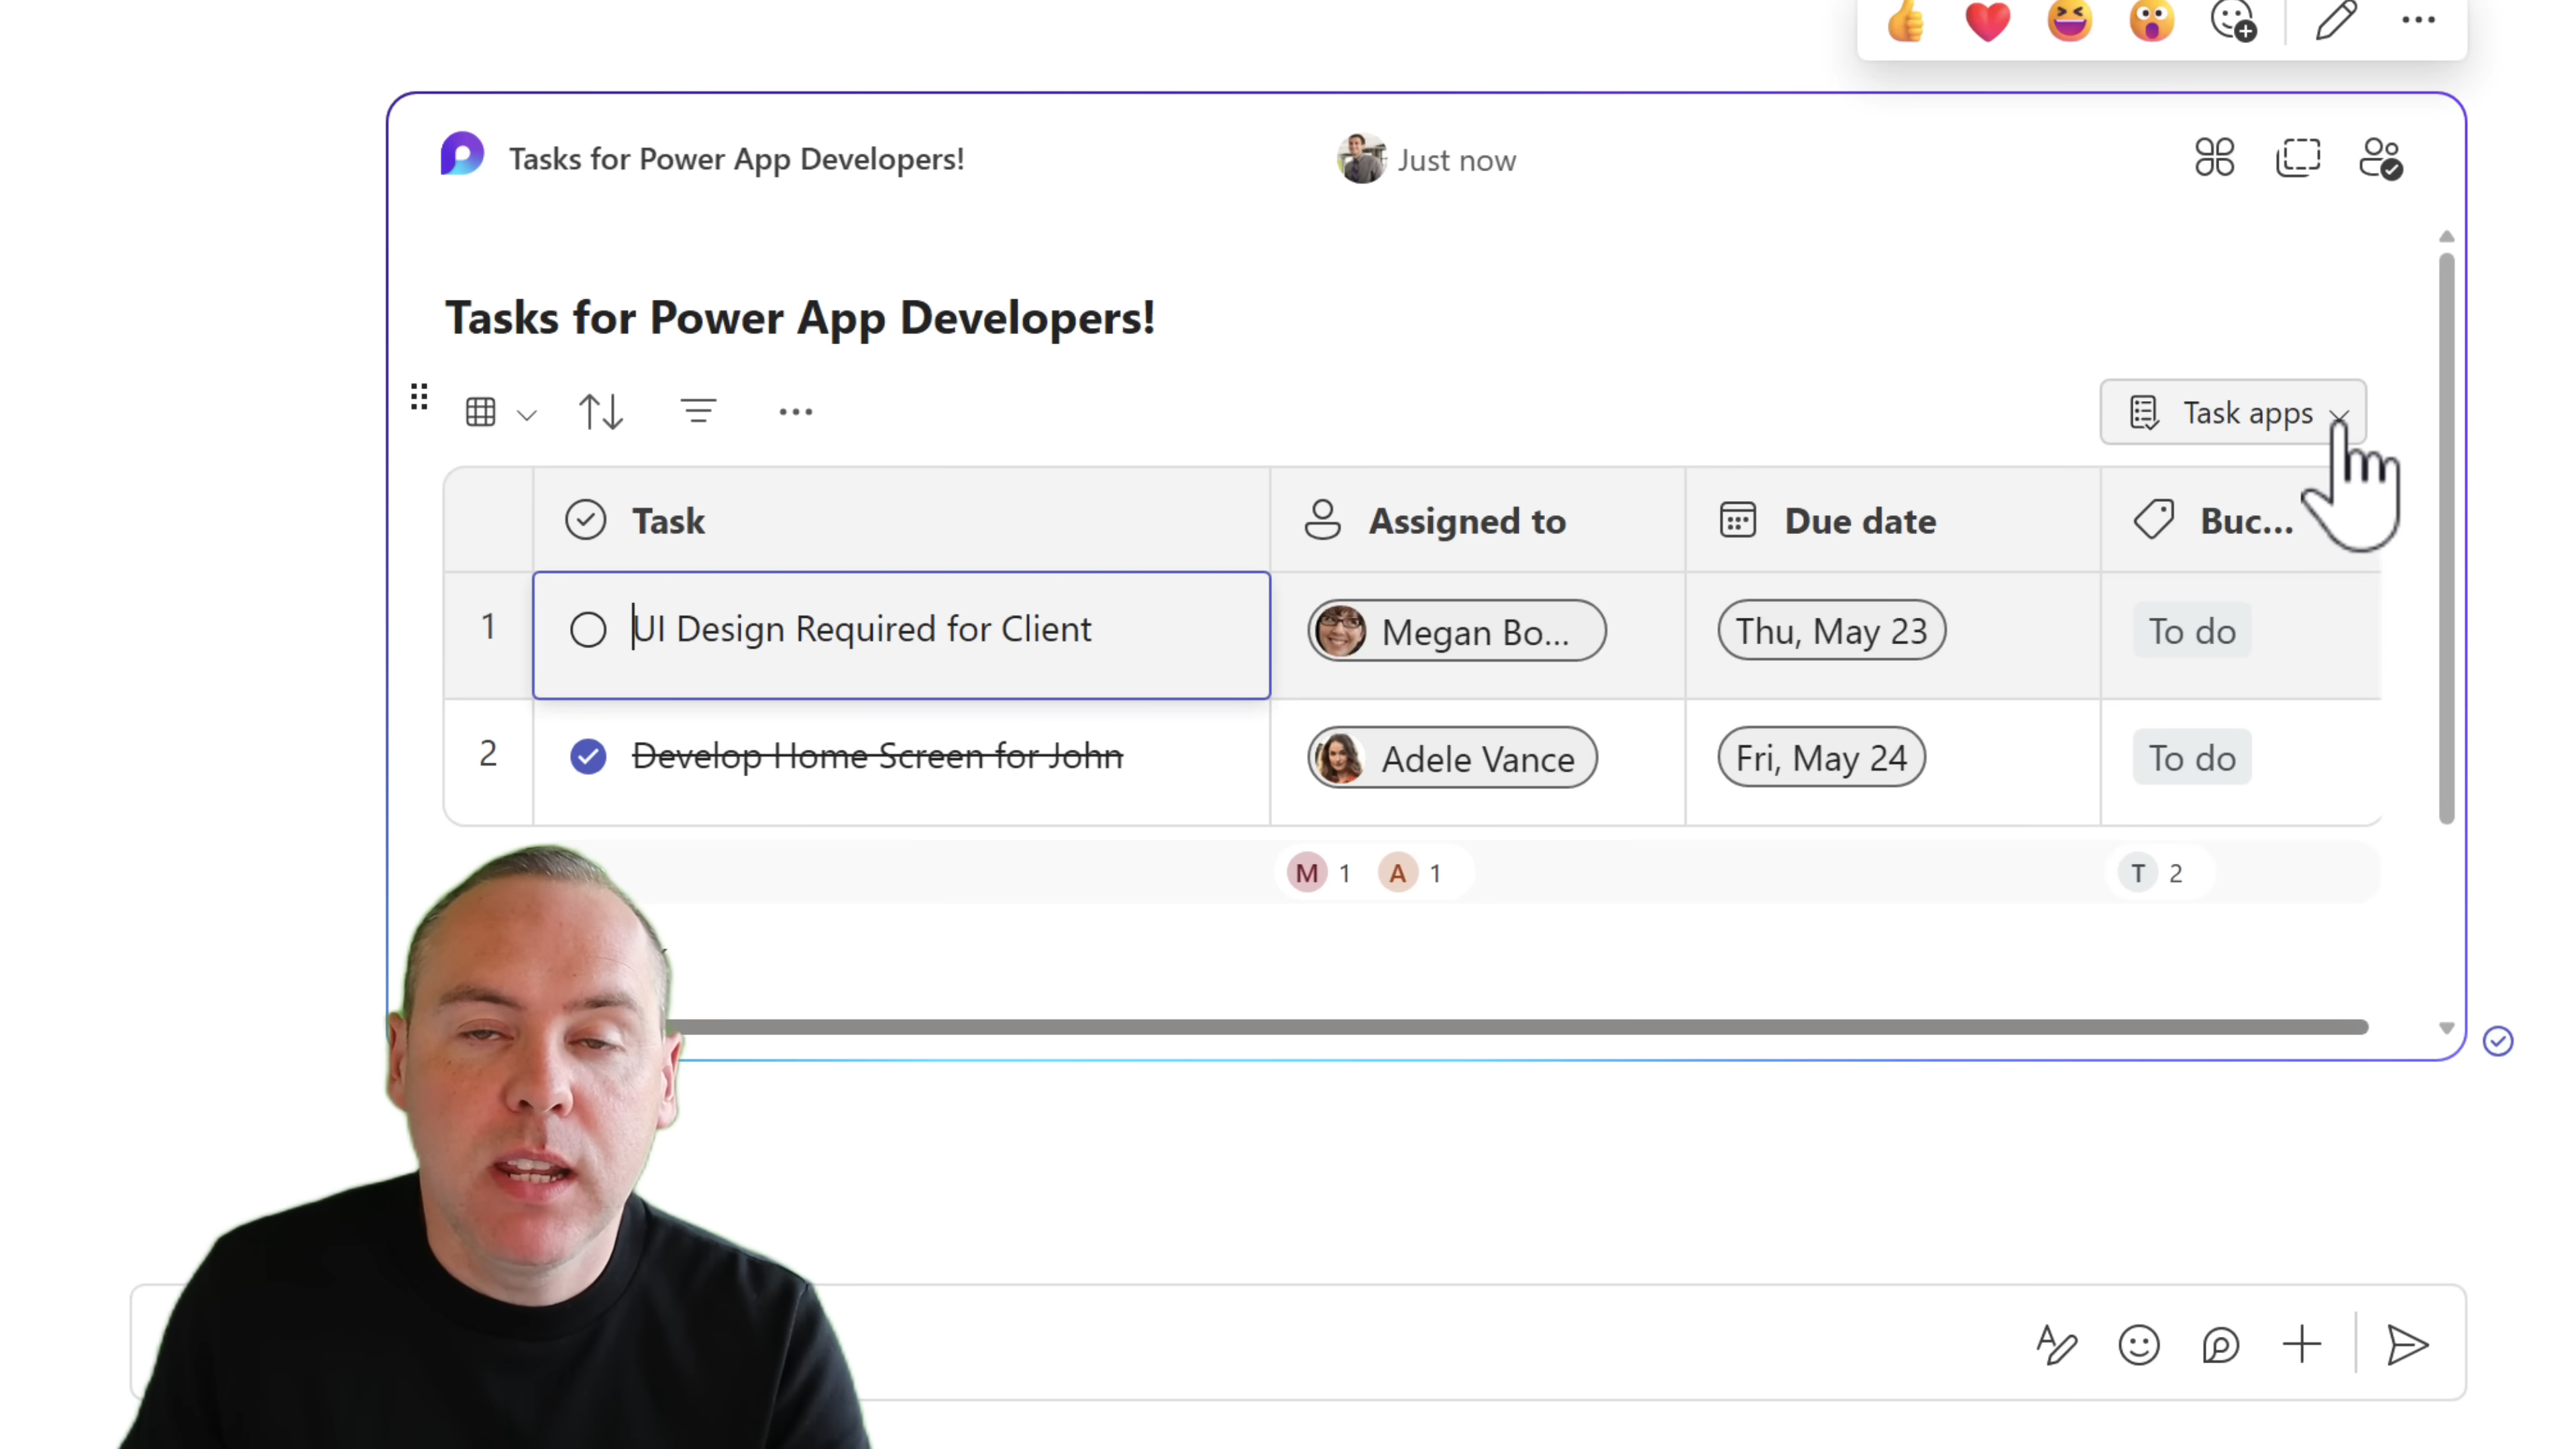 Tasks for Power App Developers!
Just now
Tasks for Power App Developers!
Task apps
Task Assigned to Due date Buc...
1 UI Design Required for Client Megan Bo... Thu, May 23 To do
2 Develop Home Screen for John Adele Vance Fri, May 24 To do
M 1 A 1 T 2